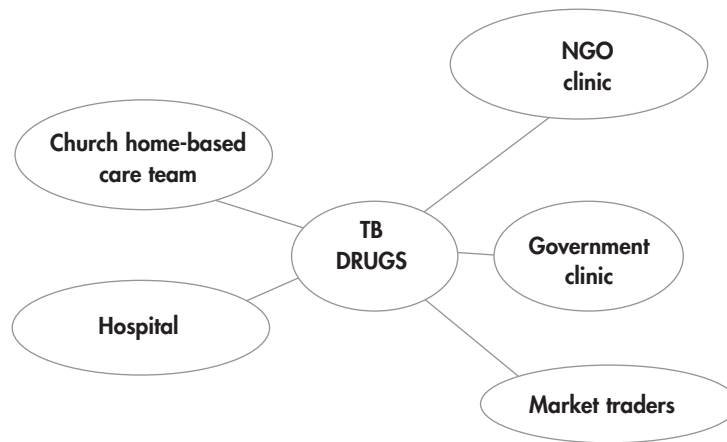 NGO
clinic
Church home-based
care team
TB
DRUGS
Government
clinic
Hospital
Market traders